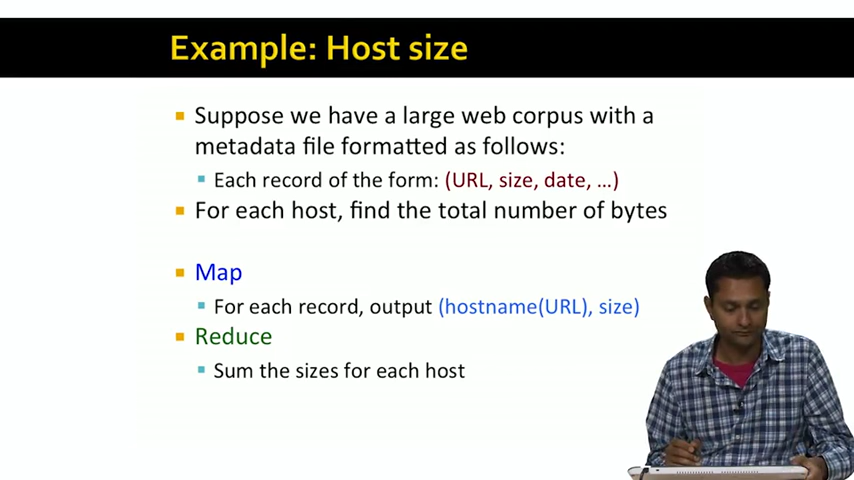 Example: Host size
Suppose we have a large web corpus with a
metadata file formatted as follows:
Each record of the form: (URL, size, date, …)
For each host, find the total number of bytes
Map
For each record, output (hostname(URL), size)
Reduce
Sum the sizes for each host